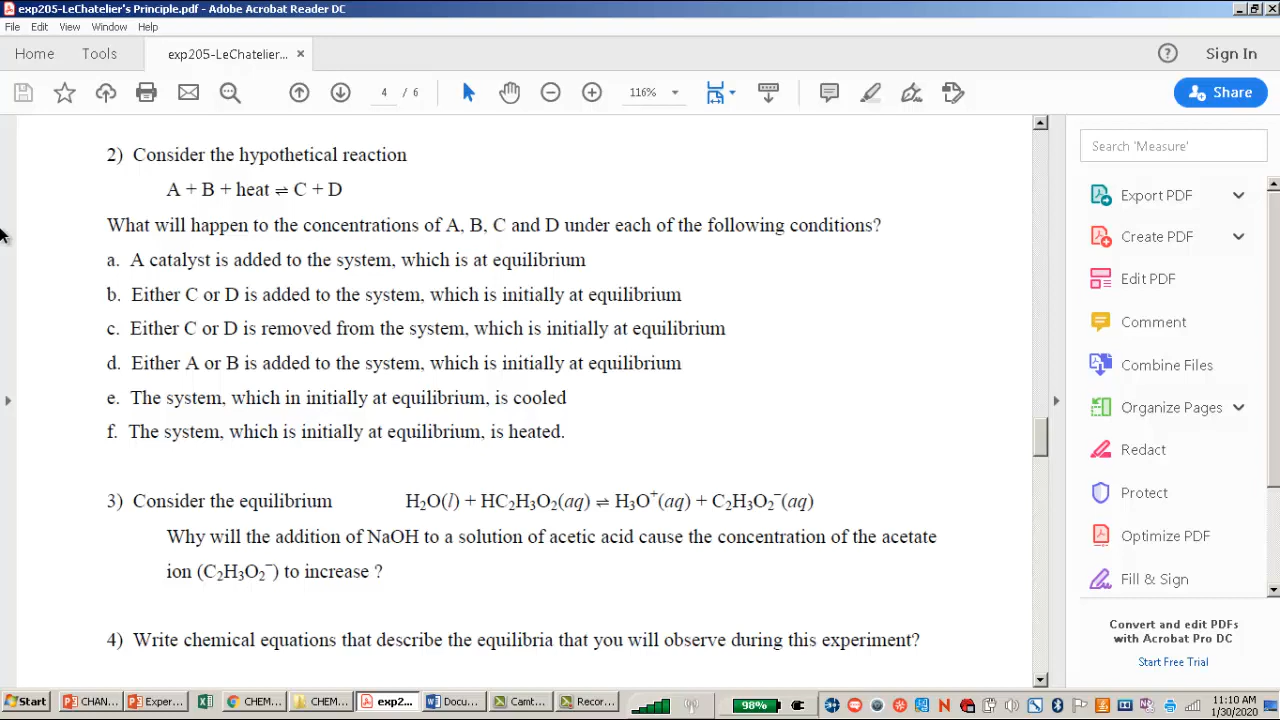 exp205-LeChatelier's Principle.pdf - Adobe Acrobat Reader DC
File Edit View Window Help
Home Tools exp205-LeChatelier... × ? Sign In
4 / 6 116% Share
2) Consider the hypothetical reaction
A + B + heat ⇌ C + D
What will happen to the concentrations of A, B, C and D under each of the following conditions?
a. A catalyst is added to the system, which is at equilibrium
b. Either C or D is added to the system, which is initially at equilibrium
c. Either C or D is removed from the system, which is initially at equilibrium
d. Either A or B is added to the system, which is initially at equilibrium
e. The system, which in initially at equilibrium, is cooled
f. The system, which is initially at equilibrium, is heated.
3) Consider the equilibrium H₂O(l) + HC₂H₃O₂(aq) ⇌ H₃O⁺(aq) + C₂H₃O₂⁻(aq)
Why will the addition of NaOH to a solution of acetic acid cause the concentration of the acetate
ion (C₂H₃O₂⁻) to increase ?
4) Write chemical equations that describe the equilibria that you will observe during this experiment?
Search 'Measure'
Export PDF
Create PDF
Edit PDF
Comment
Combine Files
Organize Pages
Redact
Protect
Optimize PDF
Fill & Sign
Convert and edit PDFs
with Acrobat Pro DC
Start Free Trial
Start CHAN... Exper... CHEM... CHEM... exp2... Docu... Camt... Recor... 98% 11:10 AM
1/30/2020